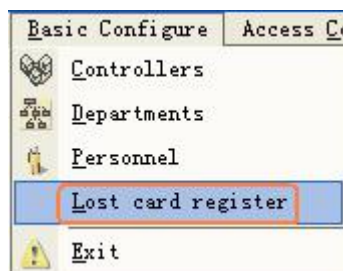 Basic Configure Access
Controllers
Departments
Personnel
Lost card register
Exit